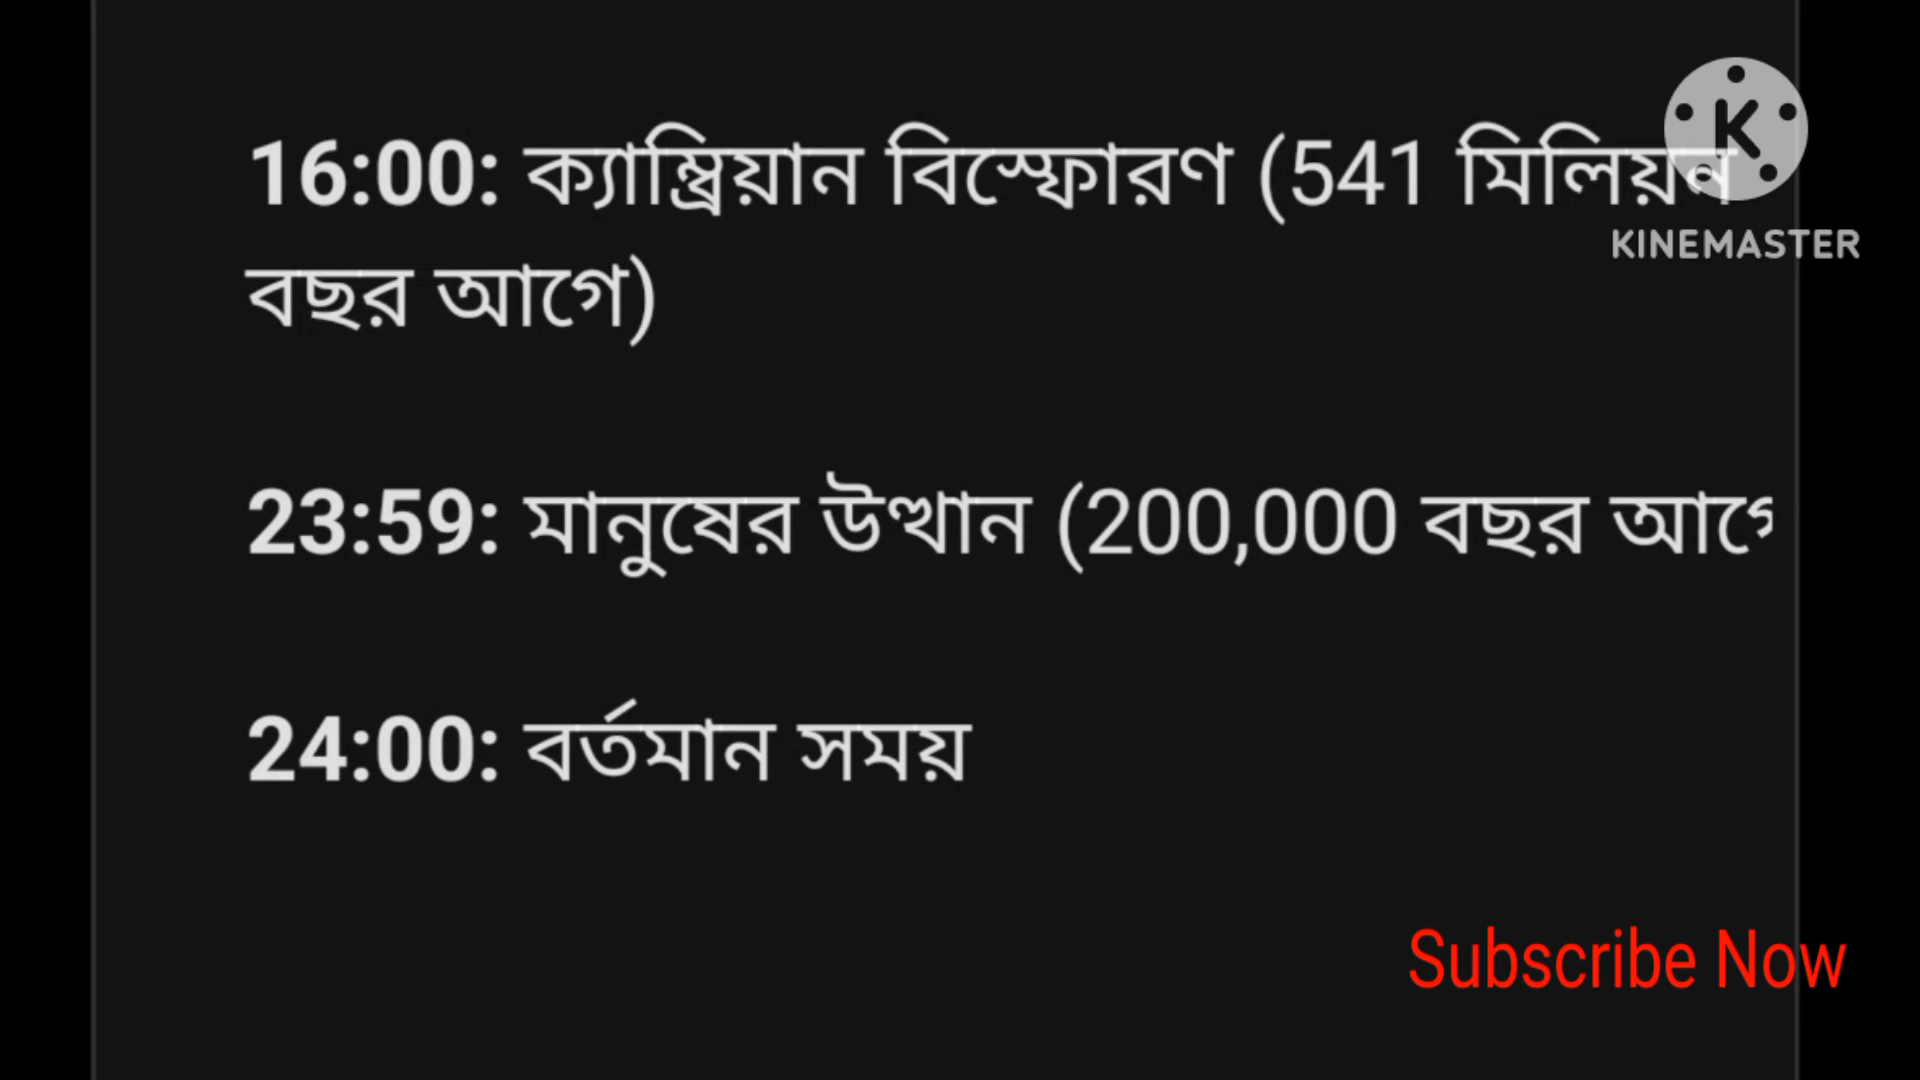 16:00: ক্যাম্ব্রিয়ান বিস্ফোরণ (541 মিলিয়ন
KINEMASTER
বছর আগে)
23:59: মানুষের উত্থান (200,000 বছর আগে
24:00: বর্তমান সময়
Subscribe Now